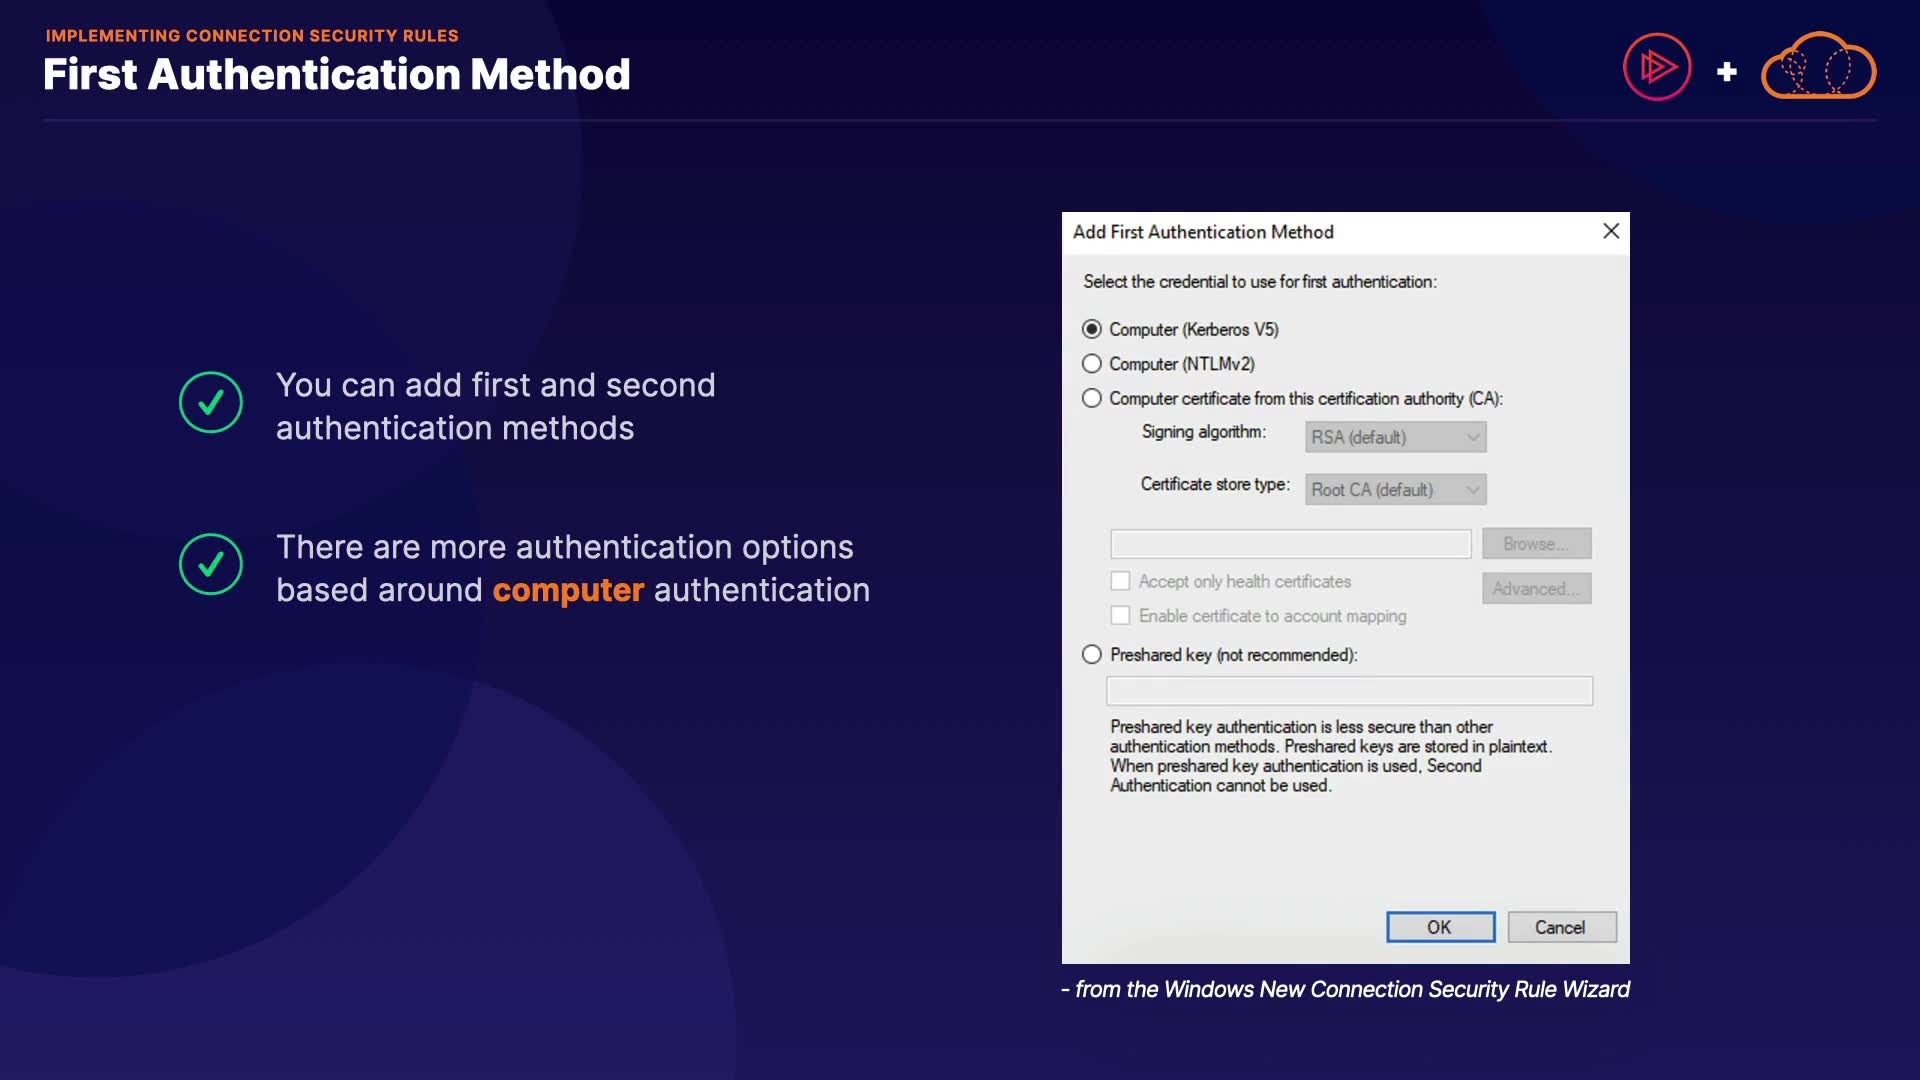 IMPLEMENTING CONNECTION SECURITY RULES
First Authentication Method
You can add first and second
authentication methods
There are more authentication options
based around computer authentication
Add First Authentication Method
Select the credential to use for first authentication:
Computer (Kerberos V5)
Computer (NTLMv2)
Computer certificate from this certification authority (CA):
Signing algorithm: RSA (default)
Certificate store type: Root CA (default)
Browse...
Accept only health certificates
Advanced...
Enable certificate to account mapping
Preshared key (not recommended):
Preshared key authentication is less secure than other
authentication methods. Preshared keys are stored in plaintext.
When preshared key authentication is used, Second
Authentication cannot be used.
OK Cancel
- from the Windows New Connection Security Rule Wizard